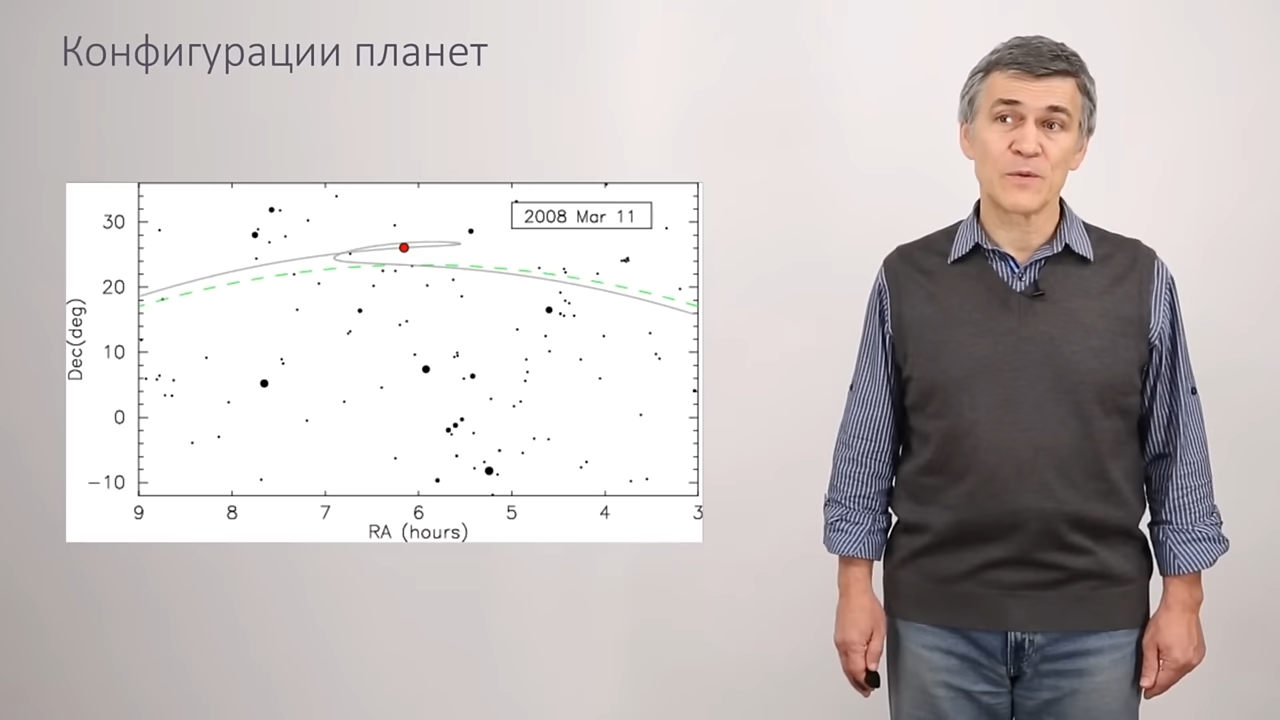 Конфигурации планет
2008 Mar 11
30
20
10
0
−10
Dec(deg)
9 8 7 6 5 4 3
RA (hours)